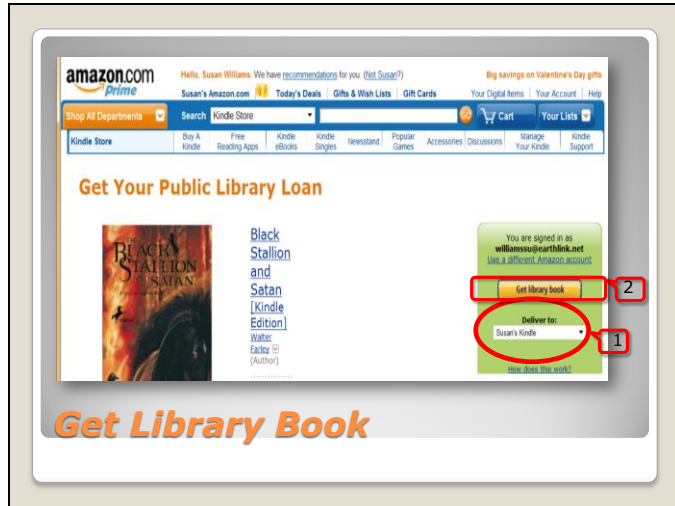 amazon.com
Prime
Hello, Susan Williams. We have recommendations for you. (Not Susan?)
Big savings on Valentine's Day gifts
Susan's Amazon.com Today's Deals Gifts & Wish Lists Gift Cards
Your Digital Items Your Account Help
Shop All Departments Search Kindle Store Cart Your Lists
Kindle Store
Buy A Kindle
Free Reading Apps
Kindle eBooks
Kindle Singles
Newsstand
Popular Games
Accessories
Discussions
Manage Your Kindle
Kindle Support
Get Your Public Library Loan
THE
BLACK
STALLION
AND SATAN
Black
Stallion
and
Satan
[Kindle
Edition]
Walter
Farley
(Author)
You are signed in as
williamssu@earthlink.net
Use a different Amazon account
Get library book
2
Deliver to:
Susan's Kindle
1
How does this work?
Get Library Book